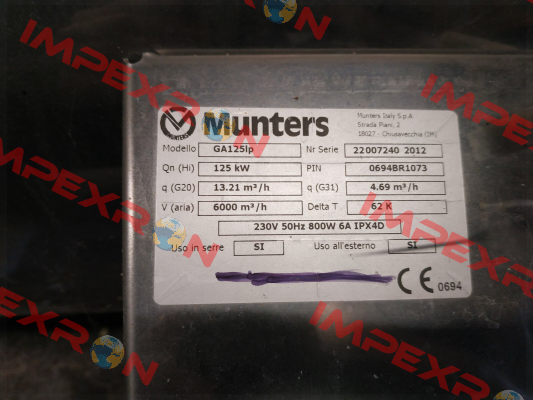 Munters
Munters Italy S.p.A
Strada Piani, 2
18027 - Chiusavecchia (IM)
Modello GA125lp Nr Serie 22007240 2012
Qn (Hi) 125 kW PIN 0694BR1073
q (G20) 13.21 m³/h q (G31) 4.69 m³/h
V (aria) 6000 m³/h Delta T 62 K
230V 50Hz 800W 6A IPX4D
Uso in serre SI Uso all'esterno SI
CE 0694
IMPEXRON
IMPEXRON
IMPEXRON
IMPEXRON
IMPEXRON